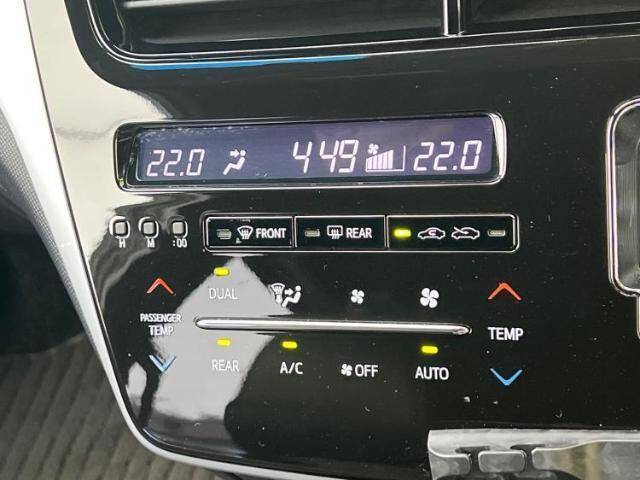 22.0 4:49 22.0
H M :00
FRONT REAR
DUAL
PASSENGER
TEMP TEMP
REAR A/C OFF AUTO